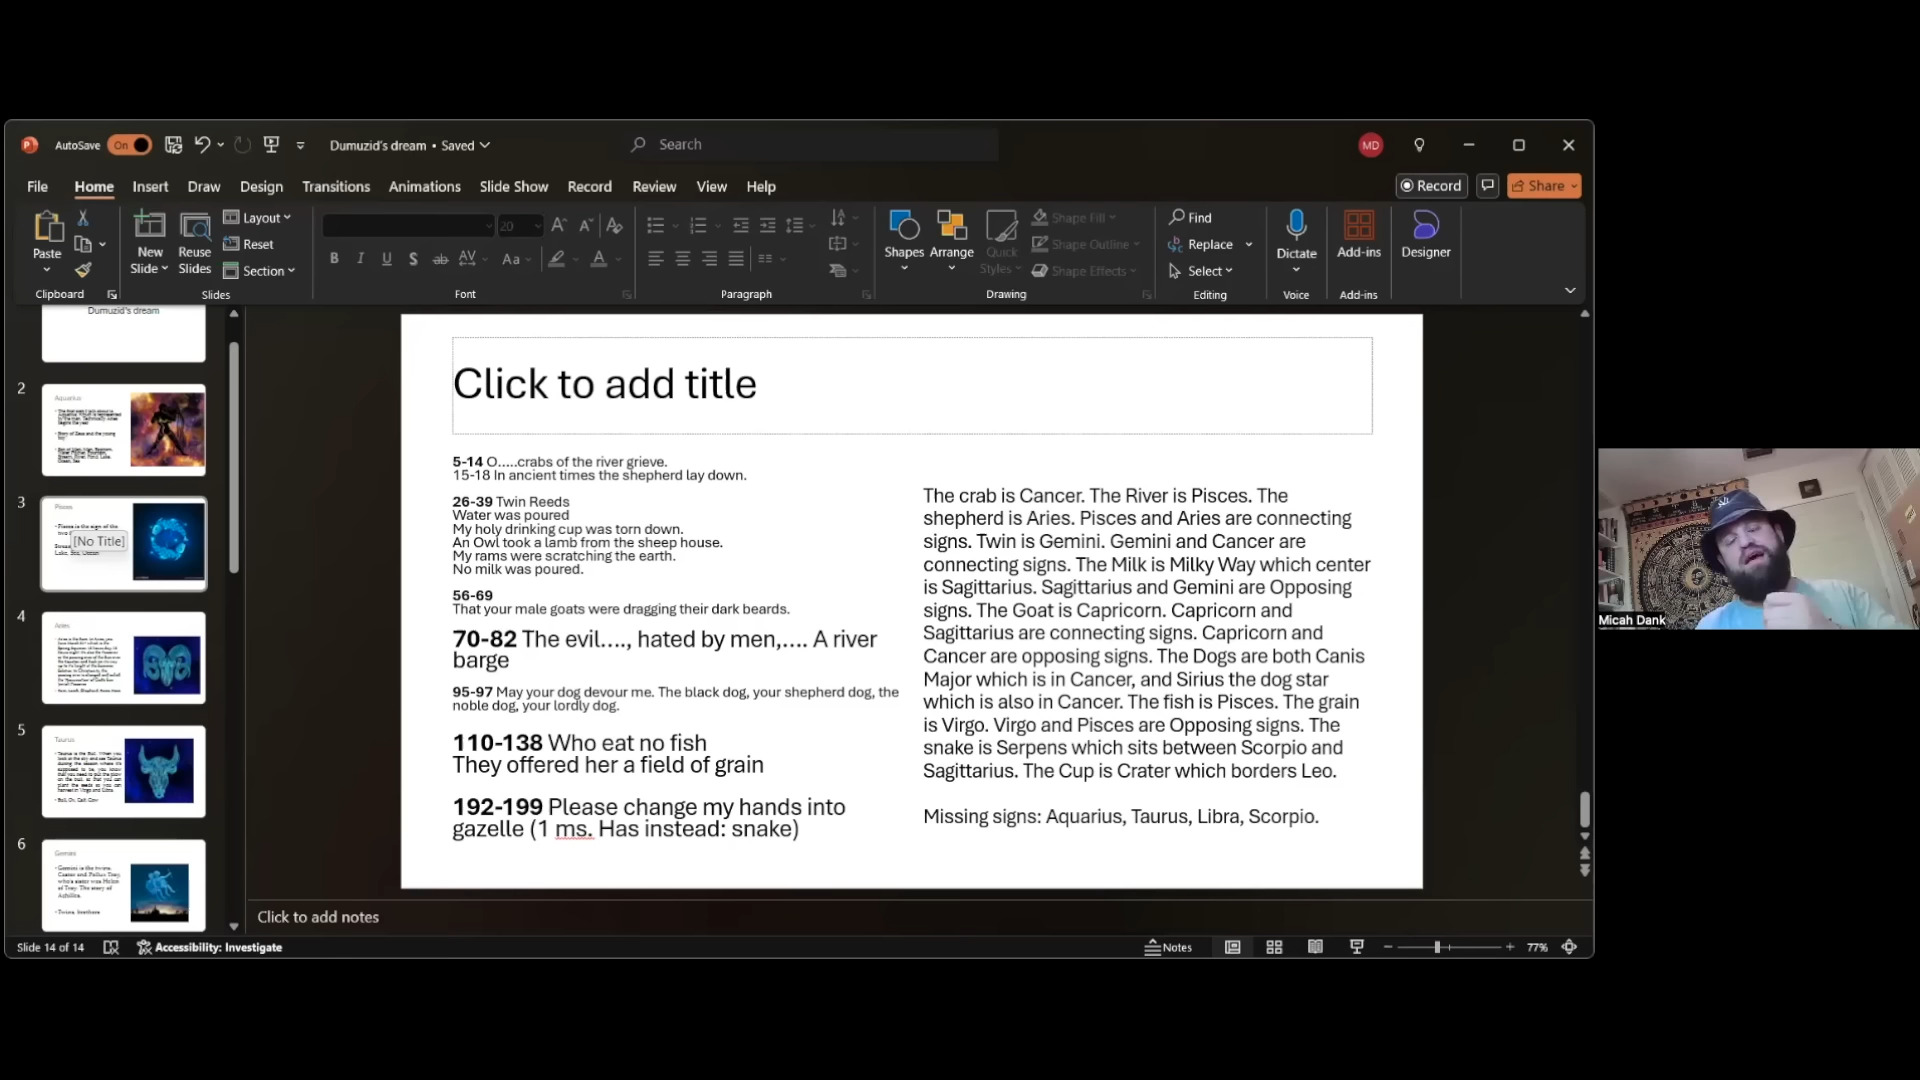 AutoSave On Dumuzid's dream • Saved Search MD
File Home Insert Draw Design Transitions Animations Slide Show Record Review View Help Record Share
Paste
Clipboard
New Slide
Reuse Slides
Layout
Reset
Section
Slides
20
B I U S ab AV Aa A
Font
Paragraph
Shapes
Arrange
Quick Styles
Shape Fill
Shape Outline
Shape Effects
Drawing
Find
Replace
Select
Editing
Dictate
Voice
Add-ins
Add-ins
Designer
Dumuzid's dream
2
Aquarius
3
Pisces
[No Title]
4
Aries
5
Taurus
6
Gemini
Click to add title
5-14 O.....crabs of the river grieve.
15-18 In ancient times the shepherd lay down.
26-39 Twin Reeds
Water was poured
My holy drinking cup was torn down.
An Owl took a lamb from the sheep house.
My rams were scratching the earth.
No milk was poured.
56-69
That your male goats were dragging their dark beards.
70-82 The evil...., hated by men,.... A river
barge
95-97 May your dog devour me. The black dog, your shepherd dog, the
noble dog, your lordly dog.
110-138 Who eat no fish
They offered her a field of grain
192-199 Please change my hands into
gazelle (1 ms. Has instead: snake)
The crab is Cancer. The River is Pisces. The
shepherd is Aries. Pisces and Aries are connecting
signs. Twin is Gemini. Gemini and Cancer are
connecting signs. The Milk is Milky Way which center
is Sagittarius. Sagittarius and Gemini are Opposing
signs. The Goat is Capricorn. Capricorn and
Sagittarius are connecting signs. Capricorn and
Cancer are opposing signs. The Dogs are both Canis
Major which is in Cancer, and Sirius the dog star
which is also in Cancer. The fish is Pisces. The grain
is Virgo. Virgo and Pisces are Opposing signs. The
snake is Serpens which sits between Scorpio and
Sagittarius. The Cup is Crater which borders Leo.
Missing signs: Aquarius, Taurus, Libra, Scorpio.
Click to add notes
Slide 14 of 14 Accessibility: Investigate Notes 77%
Micah Dank